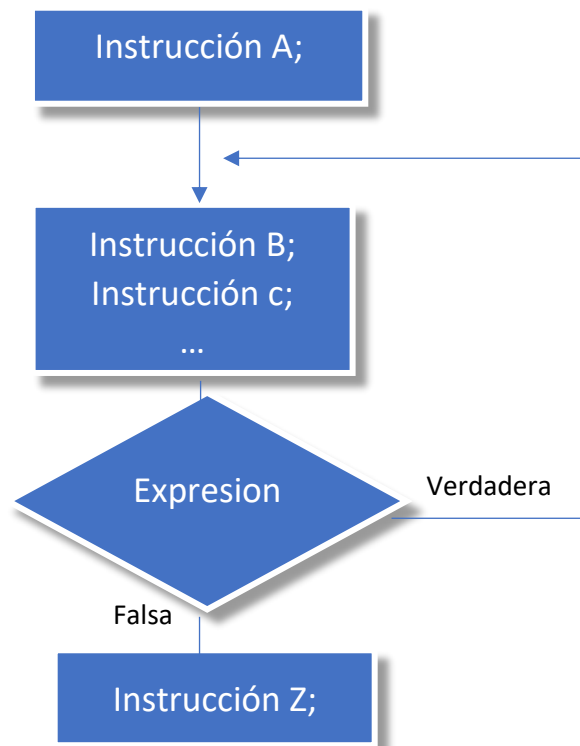 Instrucción A;
Instrucción B;
Instrucción c;
...
Expresion
Verdadera
Falsa
Instrucción Z;